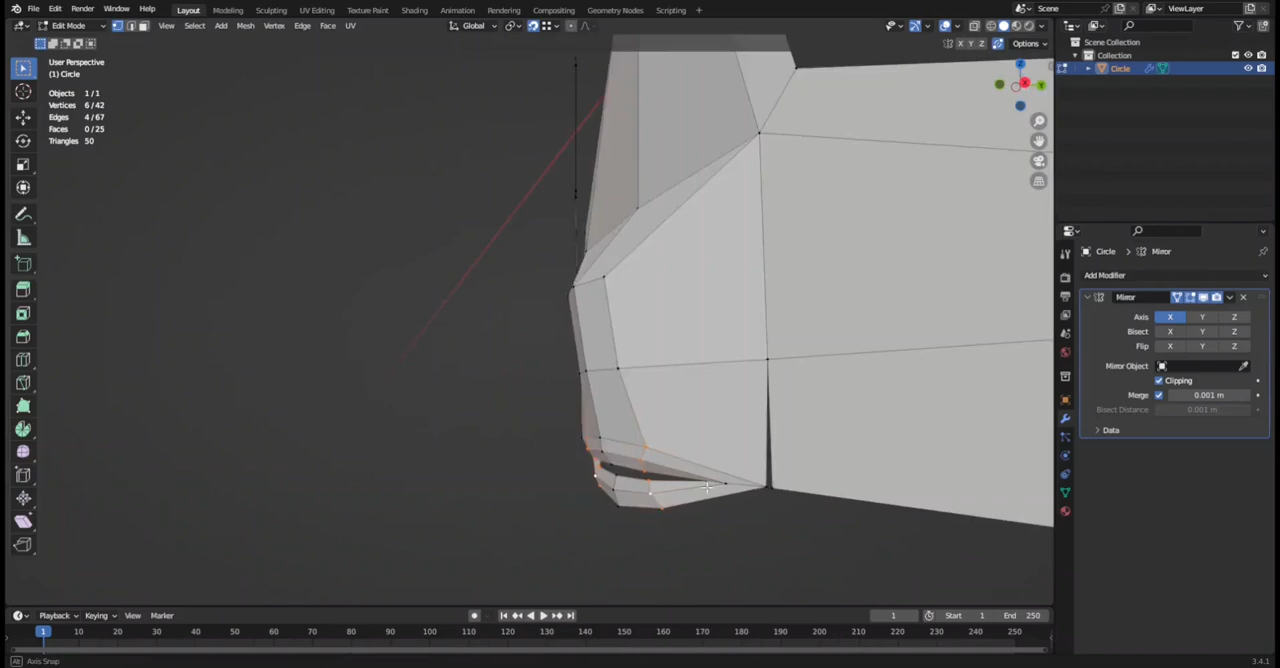 File Edit Render Window Help Layout Modeling Sculpting UV Editing Texture Paint Shading Animation Rendering Compositing Geometry Nodes Scripting + Scene ViewLayer
Edit Mode View Select Add Mesh Vertex Edge Face UV Global
X Y Z Options
Scene Collection
Collection
Circle
User Perspective
(1) Circle
Objects 1/1
Vertices 6/42
Edges 4/67
Faces 0/25
Triangles 50
Z
X
Y
Circle > Mirror
Add Modifier
Mirror
Axis X Y Z
Bisect X Y Z
Flip X Y Z
Mirror Object
Clipping
Merge 0.001 m
Bisect Distance 0.001 m
> Data
Playback Keying View Marker 1 Start 1 End 250
1 10 20 30 40 50 60 70 80 90 100 110 120 130 140 150 160 170 180 190 200 210 220 230 240 250
Alt Axis Snap 3.4.1